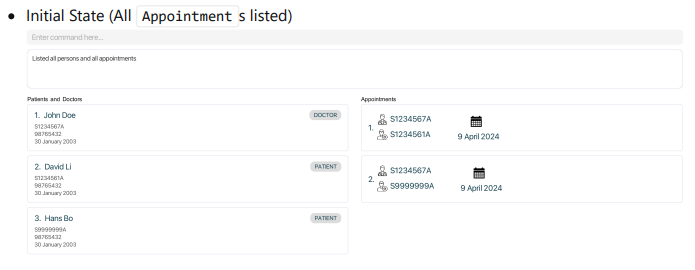 Initial State (All Appointment s listed)
Enter command here...
Listed all persons and all appointments
Patients and Doctors
1. John Doe
DOCTOR
S1234567A
98765432
30 January 2003
2. David Li
PATIENT
S1234561A
98765432
30 January 2003
3. Hans Bo
PATIENT
S9999999A
98765432
30 January 2003
Appointments
1.
S1234567A
S1234561A
9 April 2024
2.
S1234567A
S9999999A
9 April 2024